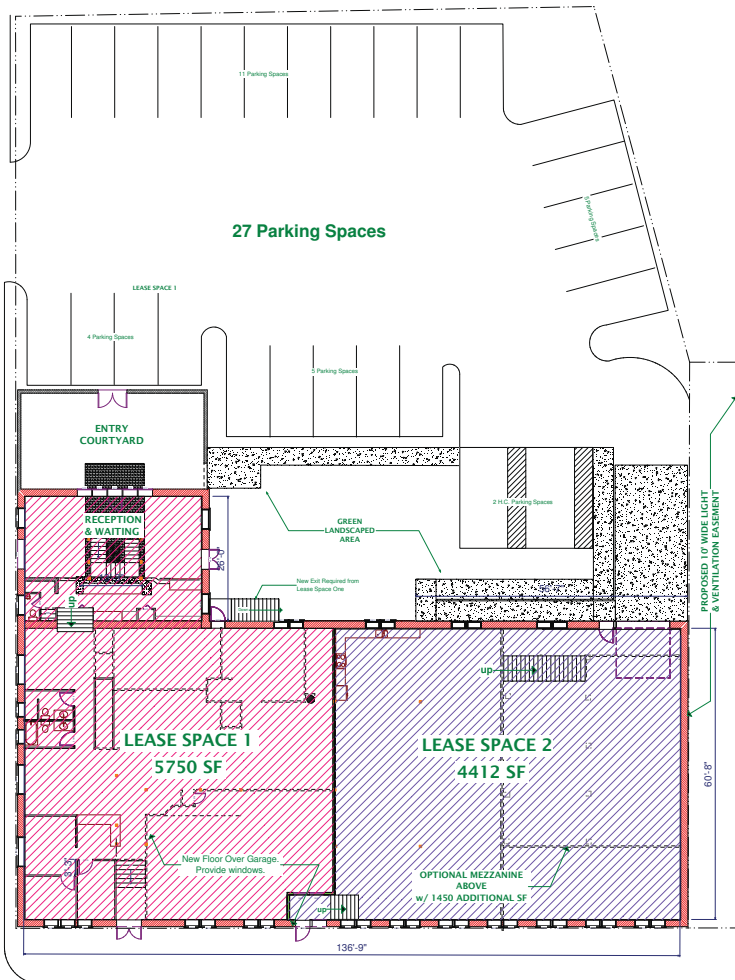 11 Parking Spaces
5 Parking Spaces
27 Parking Spaces
LEASE SPACE 1
4 Parking Spaces
5 Parking Spaces
ENTRY
COURTYARD
2 H.C. Parking Spaces
RECEPTION
& WAITING
GREEN
LANDSCAPED
AREA
PROPOSED 10' WIDE LIGHT
& VENTILATION EASEMENT
New Exit Required from
Lease Space One
up
up
LEASE SPACE 1
5750 SF
LEASE SPACE 2
4412 SF
60'-8"
New Floor Over Garage.
Provide windows.
OPTIONAL MEZZANINE
ABOVE
w/ 1450 ADDITIONAL SF
up
136'-9"